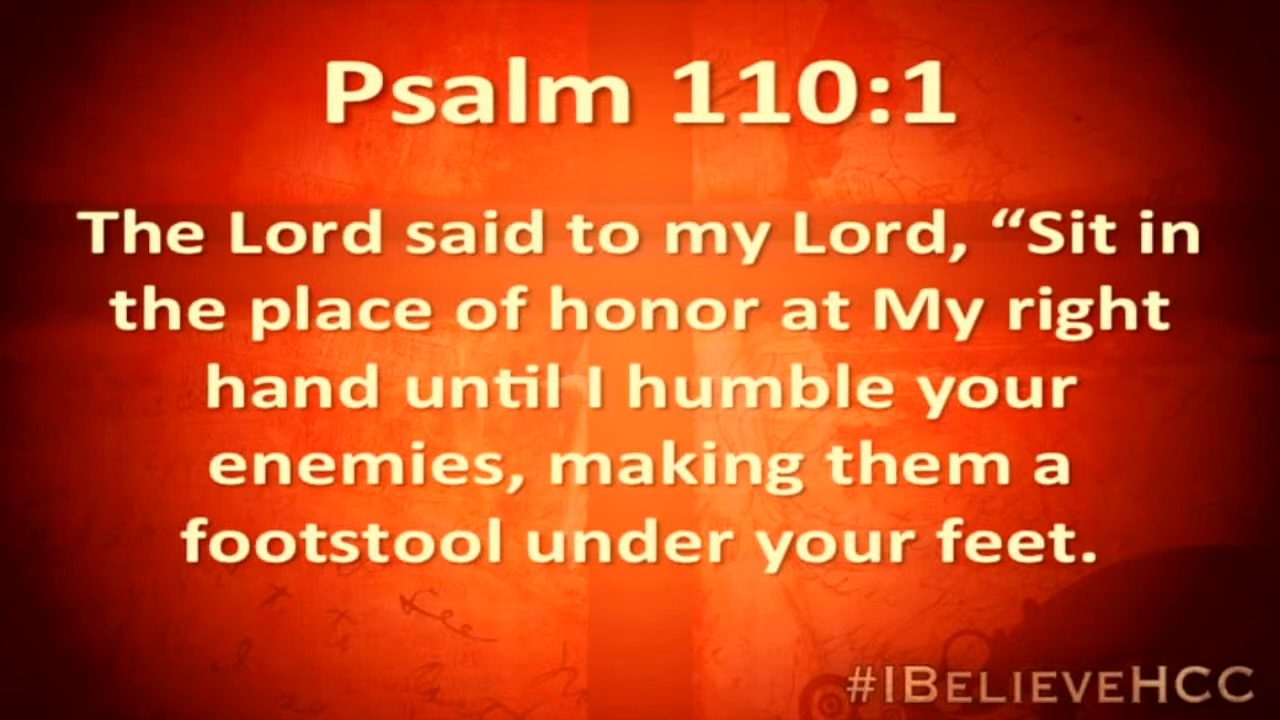 Psalm 110:1
The Lord said to my Lord, “Sit in
the place of honor at My right
hand until I humble your
enemies, making them a
footstool under your feet.
#IBELIEVEHCC